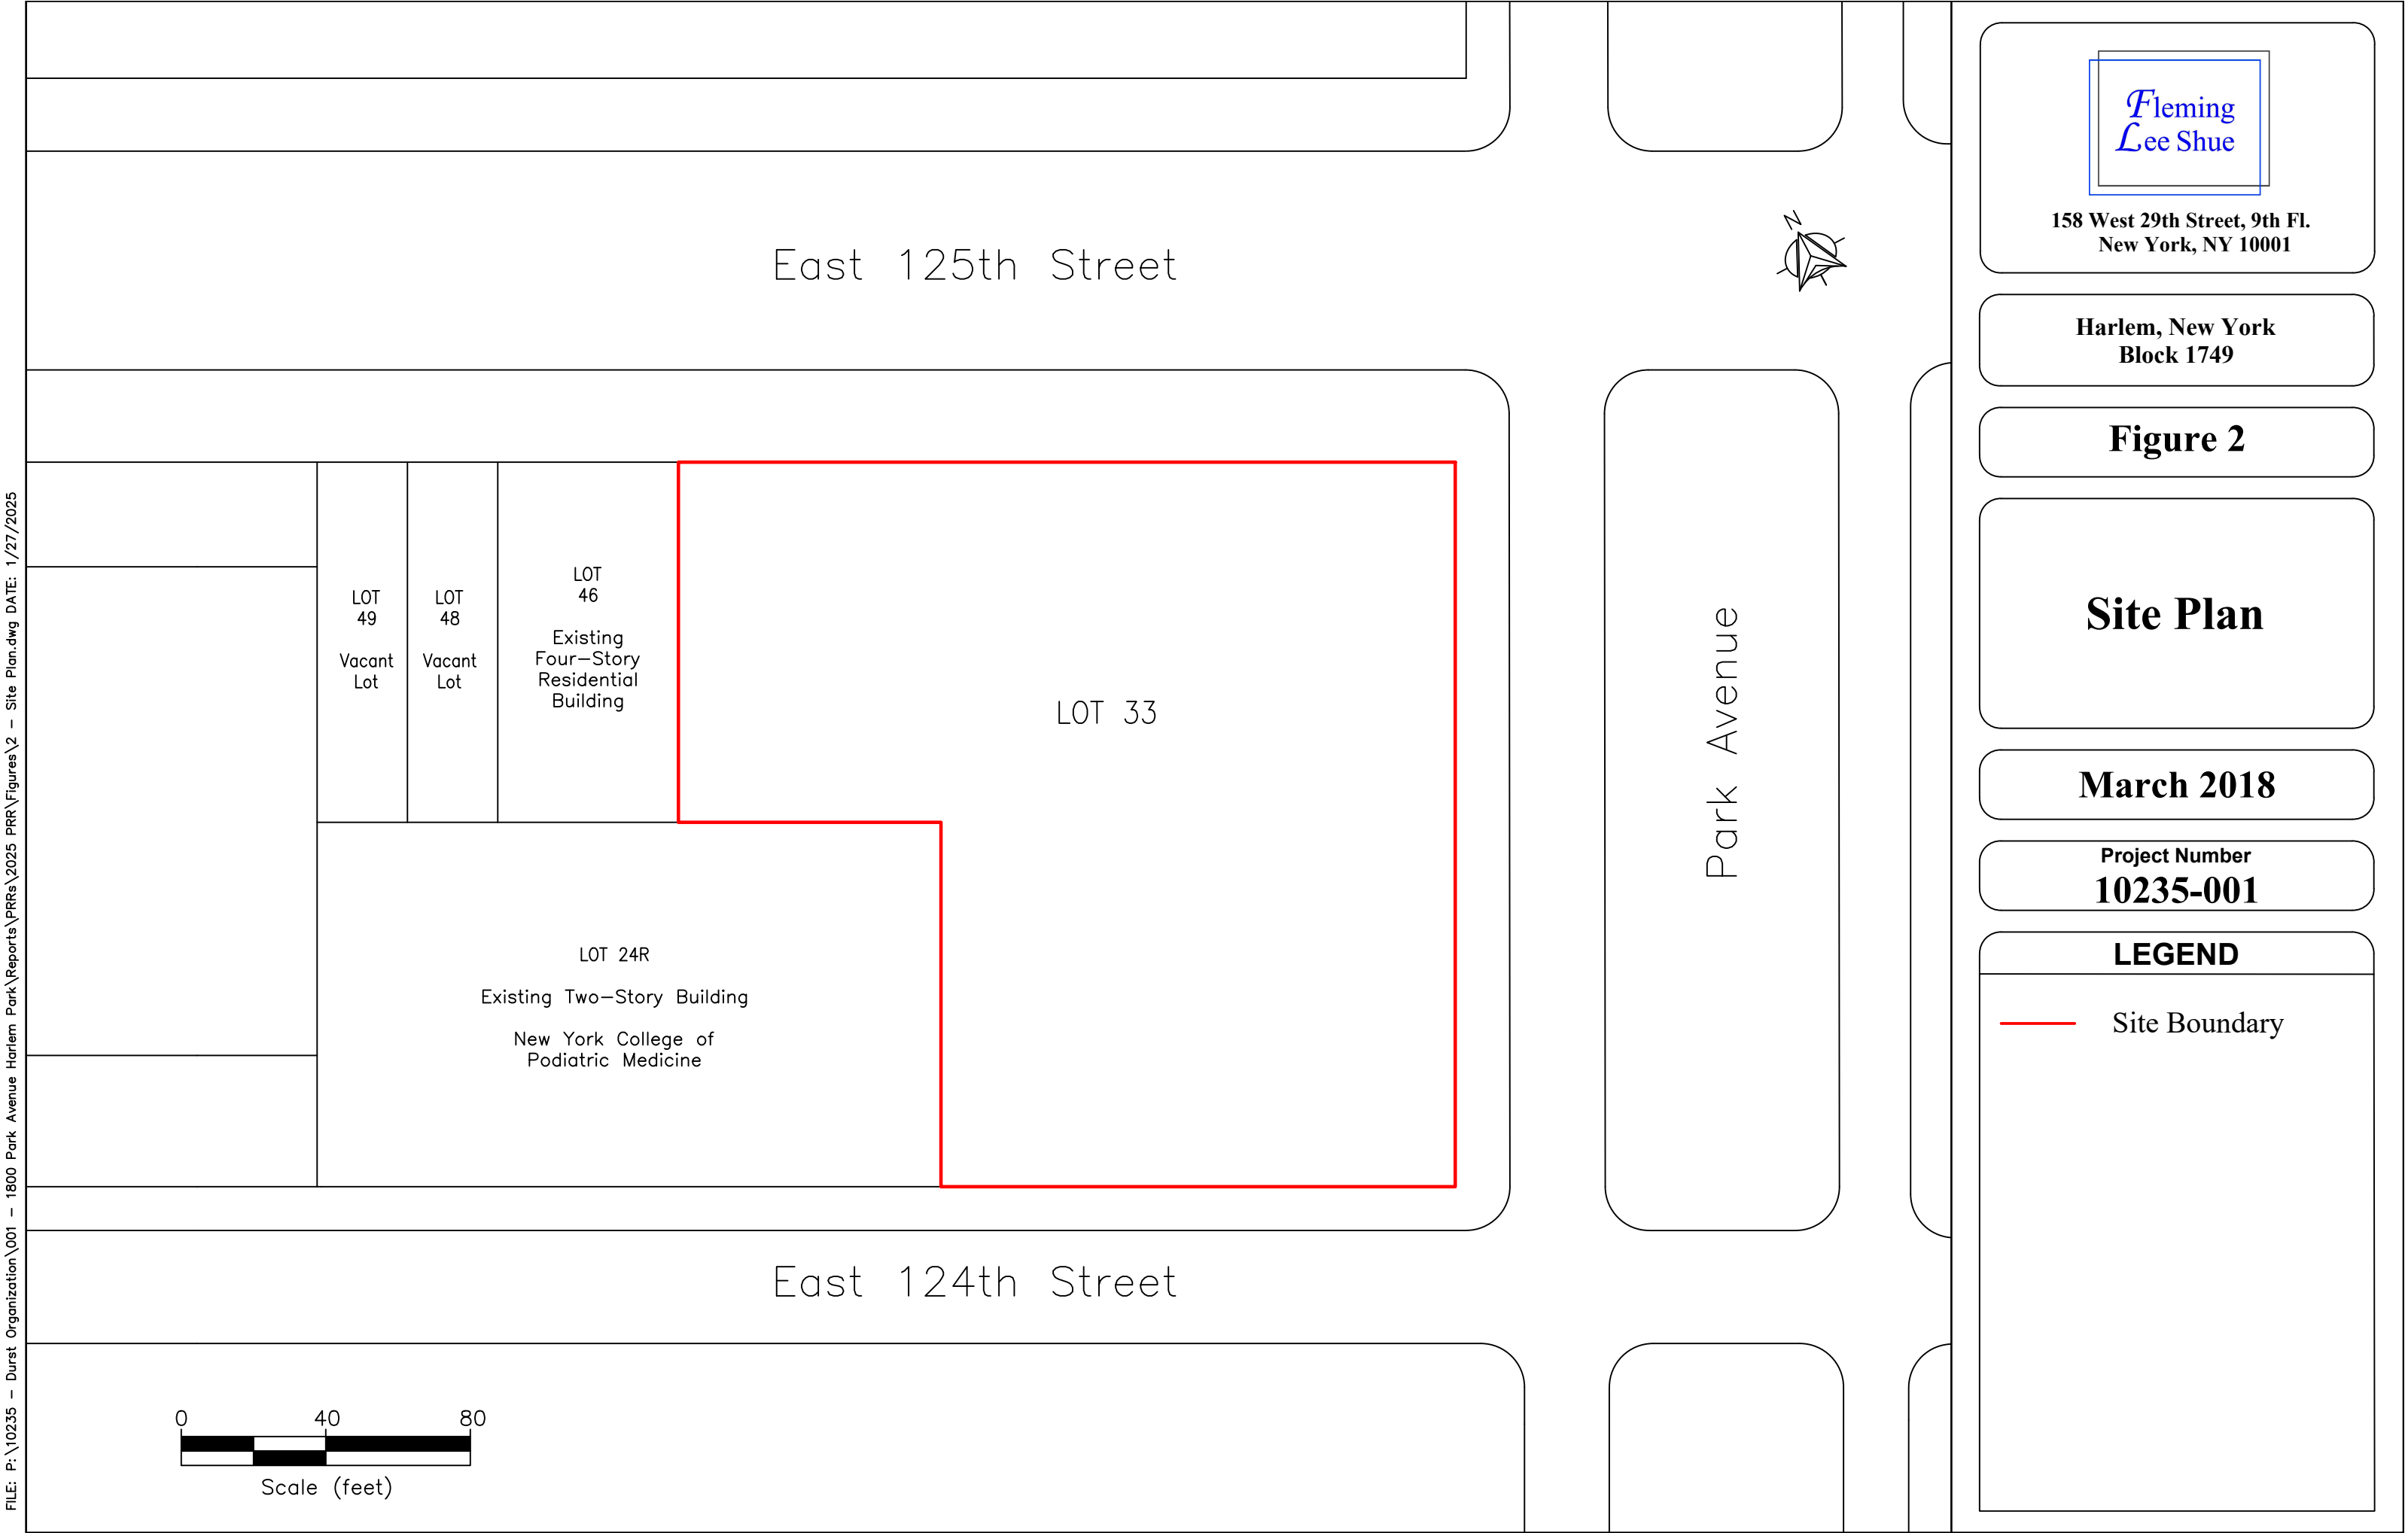 East 125th Street
N
LOT
49
Vacant
Lot
LOT
48
Vacant
Lot
LOT
46
Existing
Four-Story
Residential
Building
LOT 33
Park Avenue
LOT 24R
Existing Two-Story Building
New York College of
Podiatric Medicine
East 124th Street
0 40 80
Scale (feet)
FILE: P:\10235 - Durst Organization\001 - 1800 Park Avenue Harlem Park\Reports\PRRs\2025 PRR\Figures\2 - Site Plan.dwg DATE: 1/27/2025
Fleming
Lee Shue
158 West 29th Street, 9th Fl.
New York, NY 10001
Harlem, New York
Block 1749
Figure 2
Site Plan
March 2018
Project Number
10235-001
LEGEND
Site Boundary